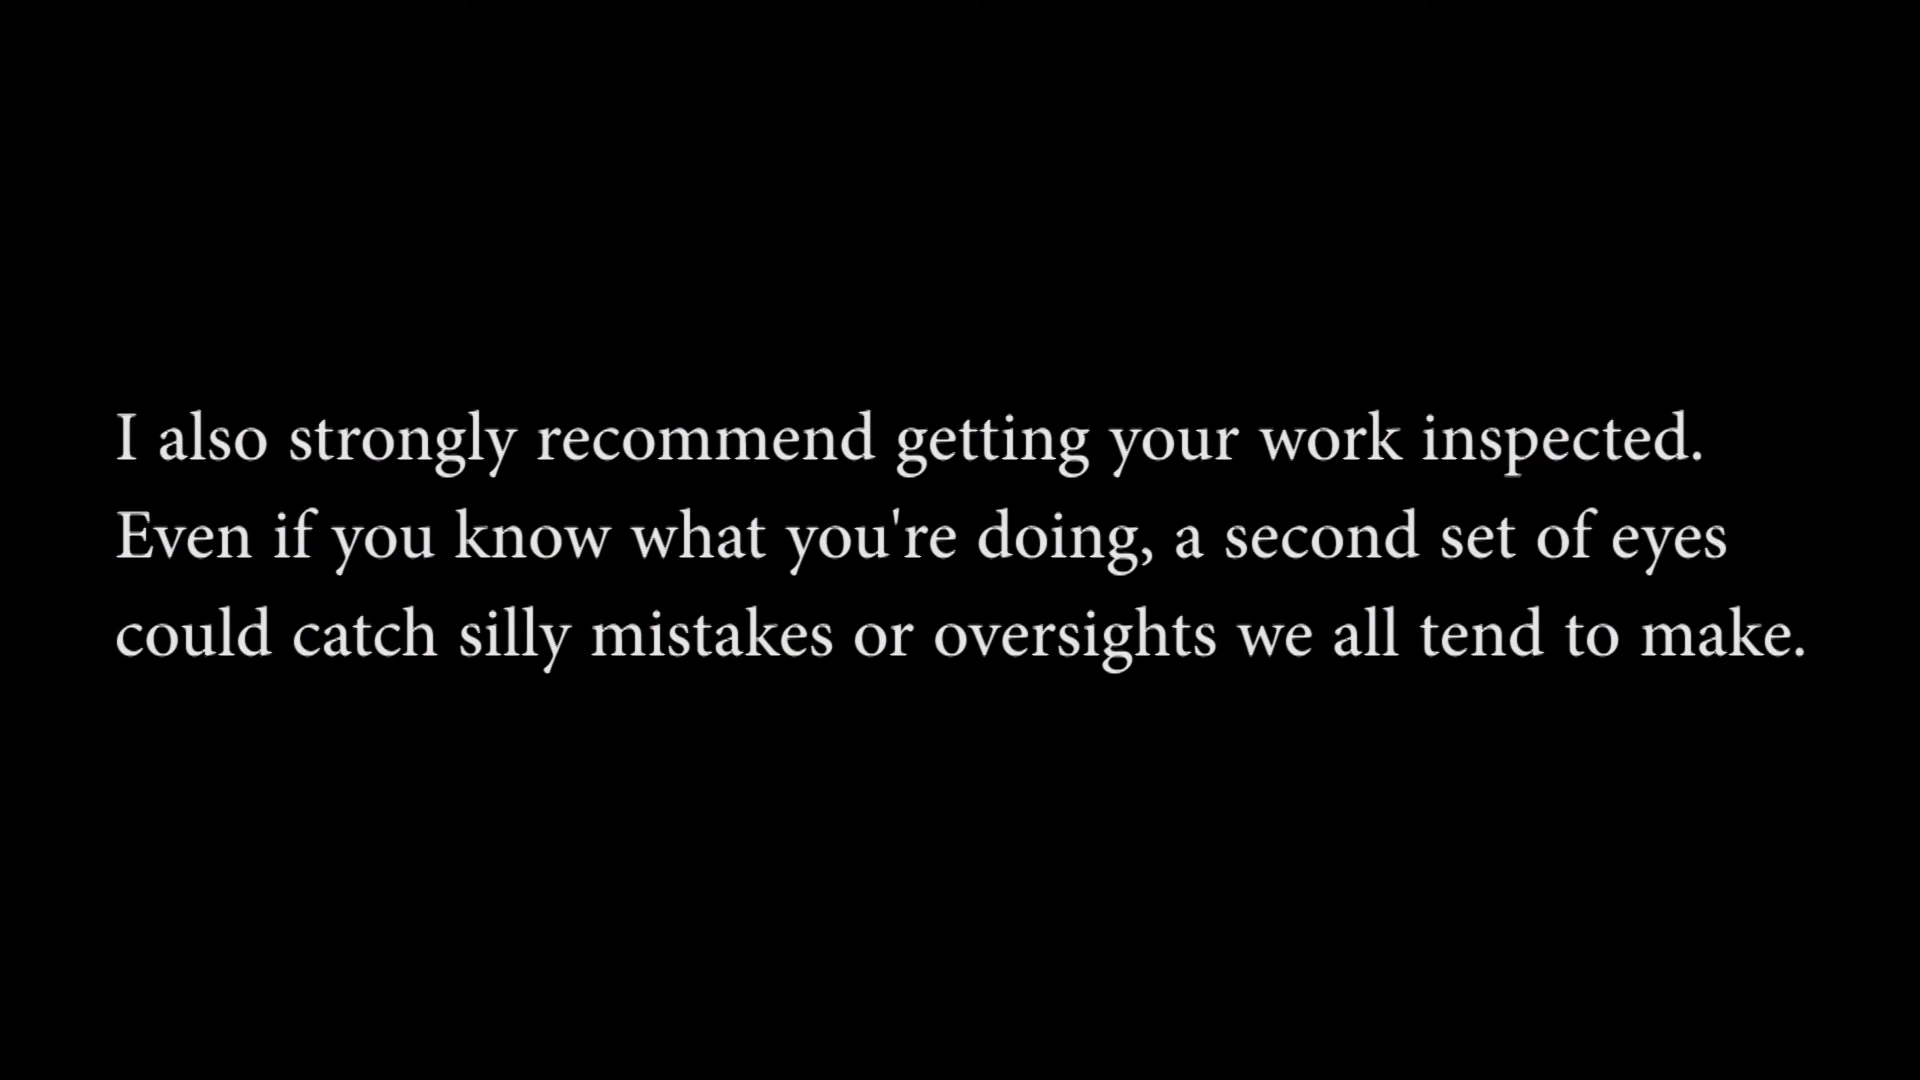 I also strongly recommend getting your work inspected.
Even if you know what you're doing, a second set of eyes
could catch silly mistakes or oversights we all tend to make.